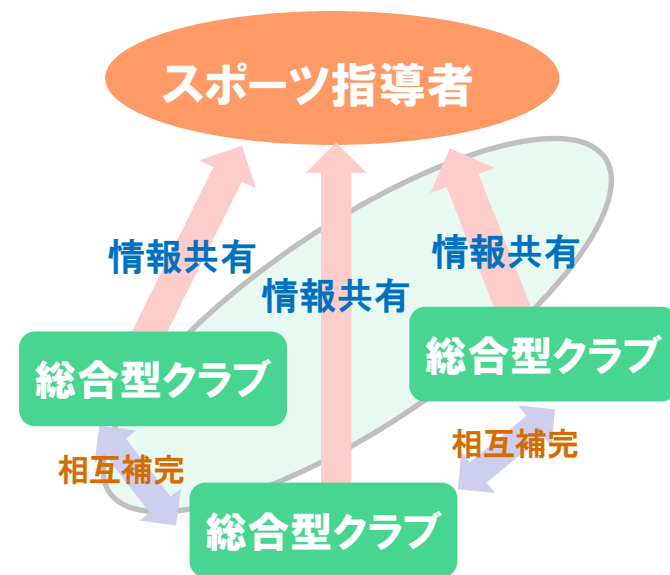 スポーツ指導者
情報共有
情報共有
情報共有
総合型クラブ
総合型クラブ
相互補完
相互補完
総合型クラブ